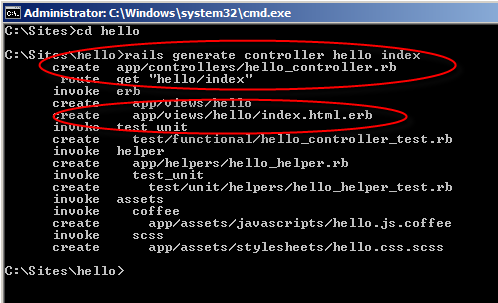 Administrator: C:\Windows\system32\cmd.exe
C:\Sites>cd hello
C:\Sites\hello>rails generate controller hello index
create app/controllers/hello_controller.rb
route get "hello/index"
invoke erb
create app/views/hello
create app/views/hello/index.html.erb
invoke test_unit
create test/functional/hello_controller_test.rb
invoke helper
create app/helpers/hello_helper.rb
invoke test_unit
create test/unit/helpers/hello_helper_test.rb
invoke assets
invoke coffee
create app/assets/javascripts/hello.js.coffee
invoke scss
create app/assets/stylesheets/hello.css.scss
C:\Sites\hello>